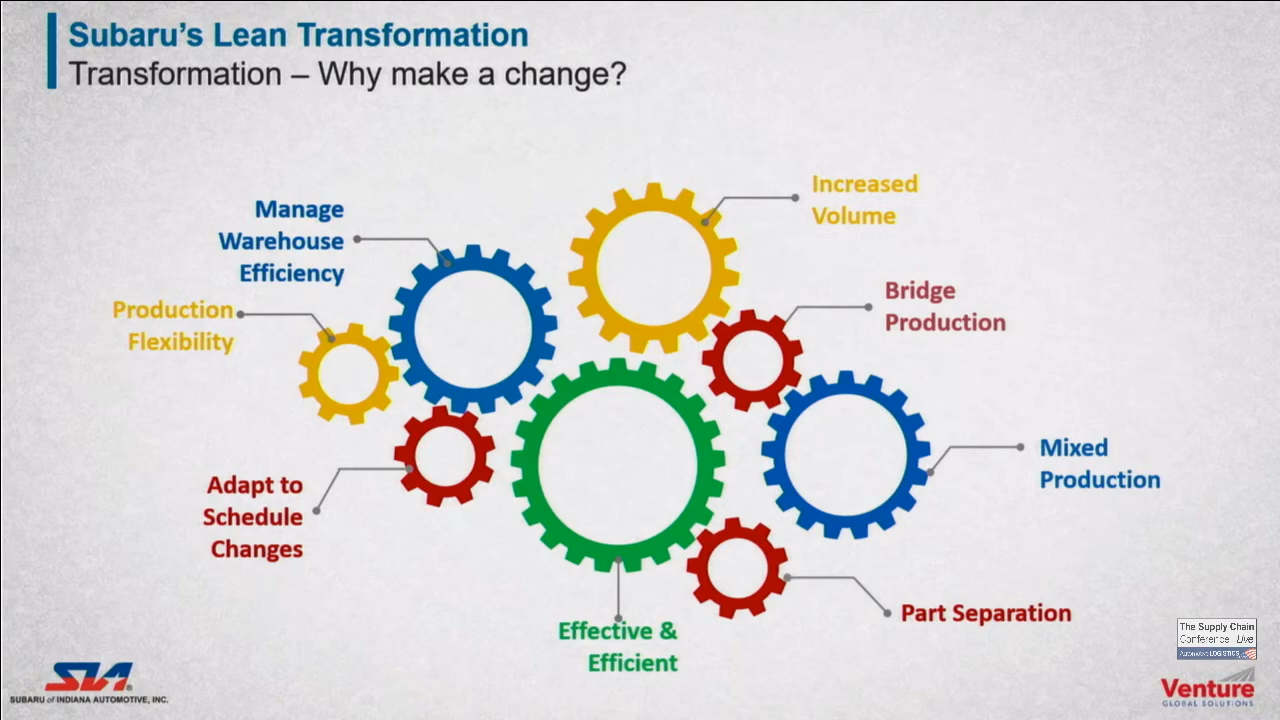 Subaru's Lean Transformation
Transformation – Why make a change?
Increased
Volume
Manage
Warehouse
Efficiency
Bridge
Production
Production
Flexibility
Mixed
Production
Adapt to
Schedule
Changes
Part Separation
Effective &
Efficient
The Supply Chain
Conference Live
Automotive LOGISTICS
SIA®
SUBARU of INDIANA AUTOMOTIVE, INC.
Venture
GLOBAL SOLUTIONS